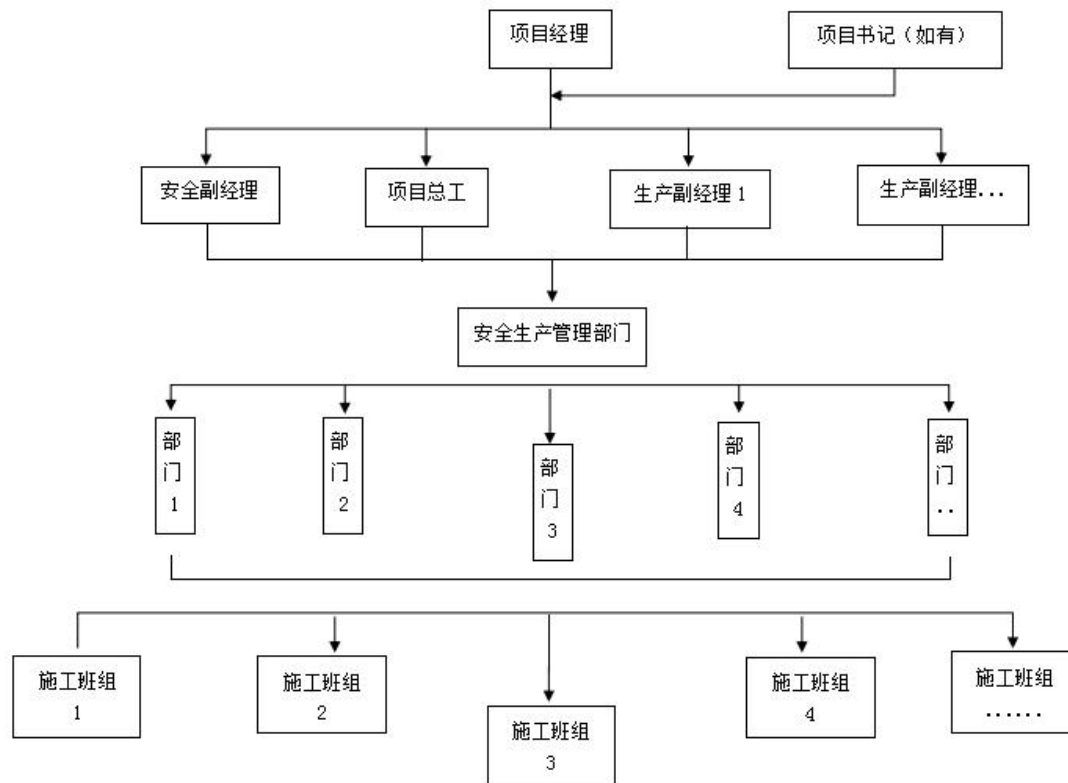 项目经理
项目书记（如有）
安全副经理
项目总工
生产副经理 1
生产副经理...
安全生产管理部门
部
门
1
部
门
2
部
门
3
部
门
4
部
门
..
施工班组
1
施工班组
2
施工班组
3
施工班组
4
施工班组
......